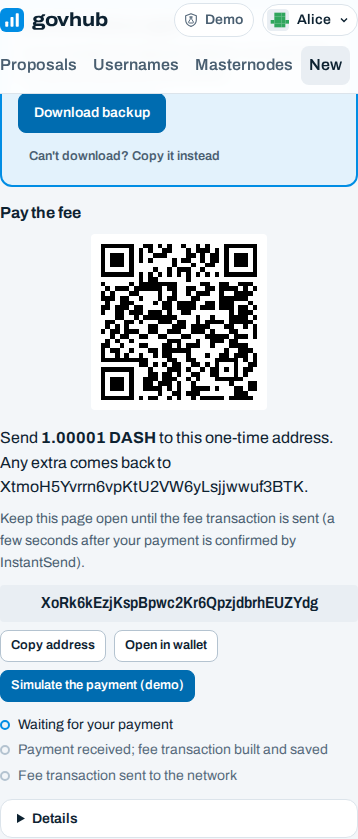 govhub
Demo
Alice
Proposals Usernames Masternodes New
Download backup
Can't download? Copy it instead
Pay the fee
Send 1.00001 DASH to this one-time address.
Any extra comes back to
XtmoH5Yvrrn6vpKtU2VW6yLsjjwwuf3BTK.
Keep this page open until the fee transaction is sent (a
few seconds after your payment is confirmed by
InstantSend).
XoRk6kEzjKspBpwc2Kr6QpzjdbrhEUZYdg
Copy address
Open in wallet
Simulate the payment (demo)
Waiting for your payment
Payment received; fee transaction built and saved
Fee transaction sent to the network
Details